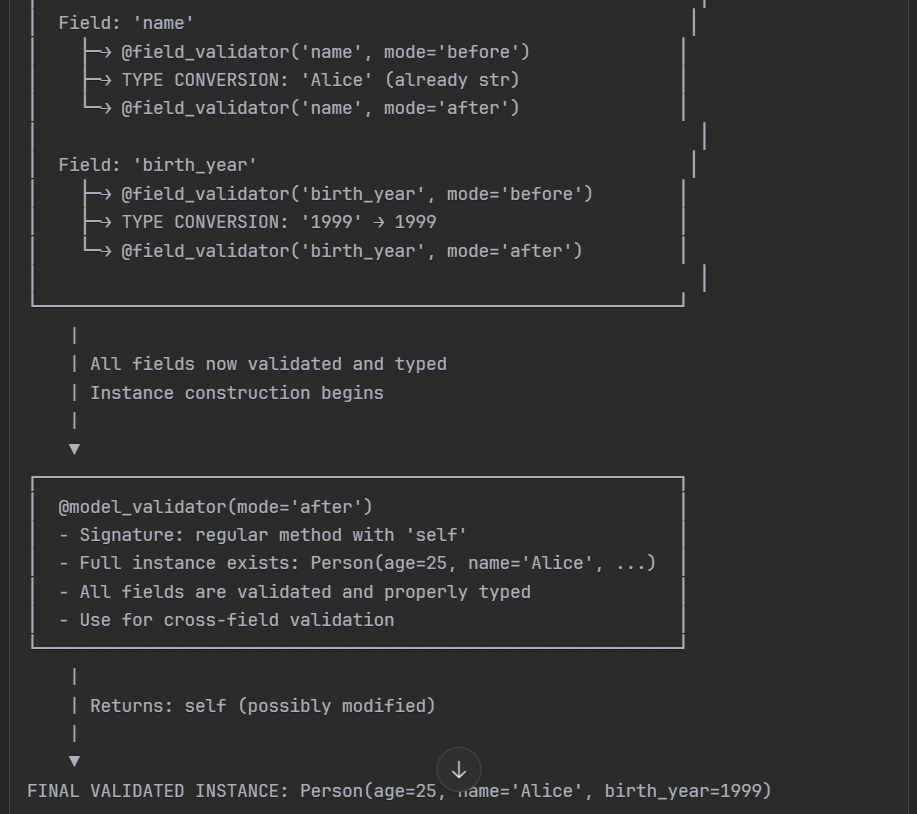 Field: 'name'
├─→ @field_validator('name', mode='before')
├─→ TYPE CONVERSION: 'Alice' (already str)
└─→ @field_validator('name', mode='after')
Field: 'birth_year'
├─→ @field_validator('birth_year', mode='before')
├─→ TYPE CONVERSION: '1999' → 1999
└─→ @field_validator('birth_year', mode='after')
| All fields now validated and typed
| Instance construction begins
@model_validator(mode='after')
- Signature: regular method with 'self'
- Full instance exists: Person(age=25, name='Alice', ...)
- All fields are validated and properly typed
- Use for cross-field validation
| Returns: self (possibly modified)
FINAL VALIDATED INSTANCE: Person(age=25, name='Alice', birth_year=1999)